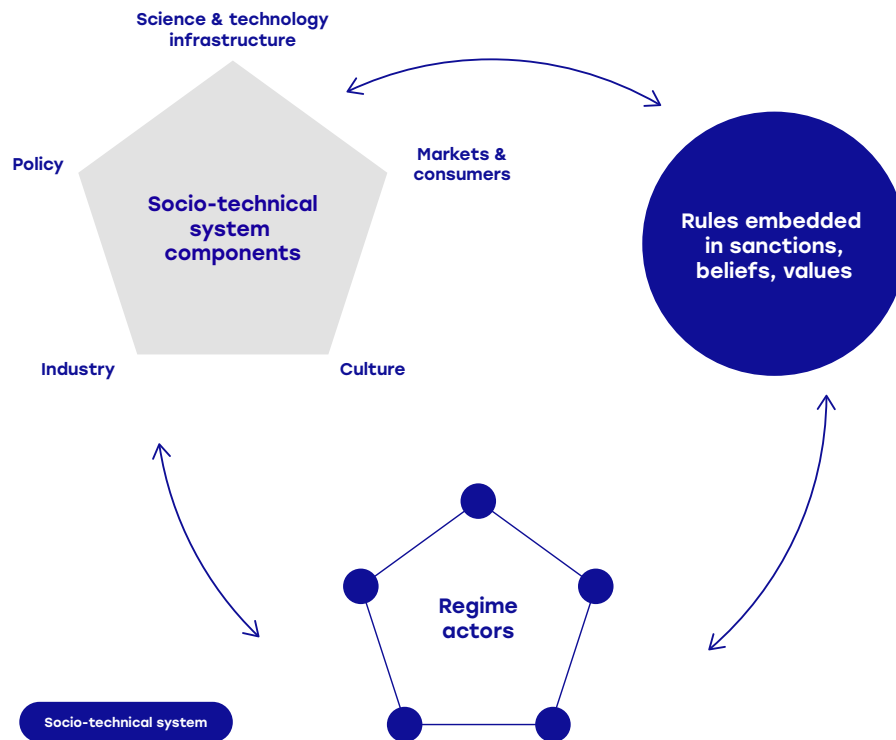 Science & technology
infrastructure
Policy
Markets &
consumers
Socio-technical
system
components
Rules embedded
in sanctions,
beliefs, values
Industry
Culture
Regime
actors
Socio-technical system